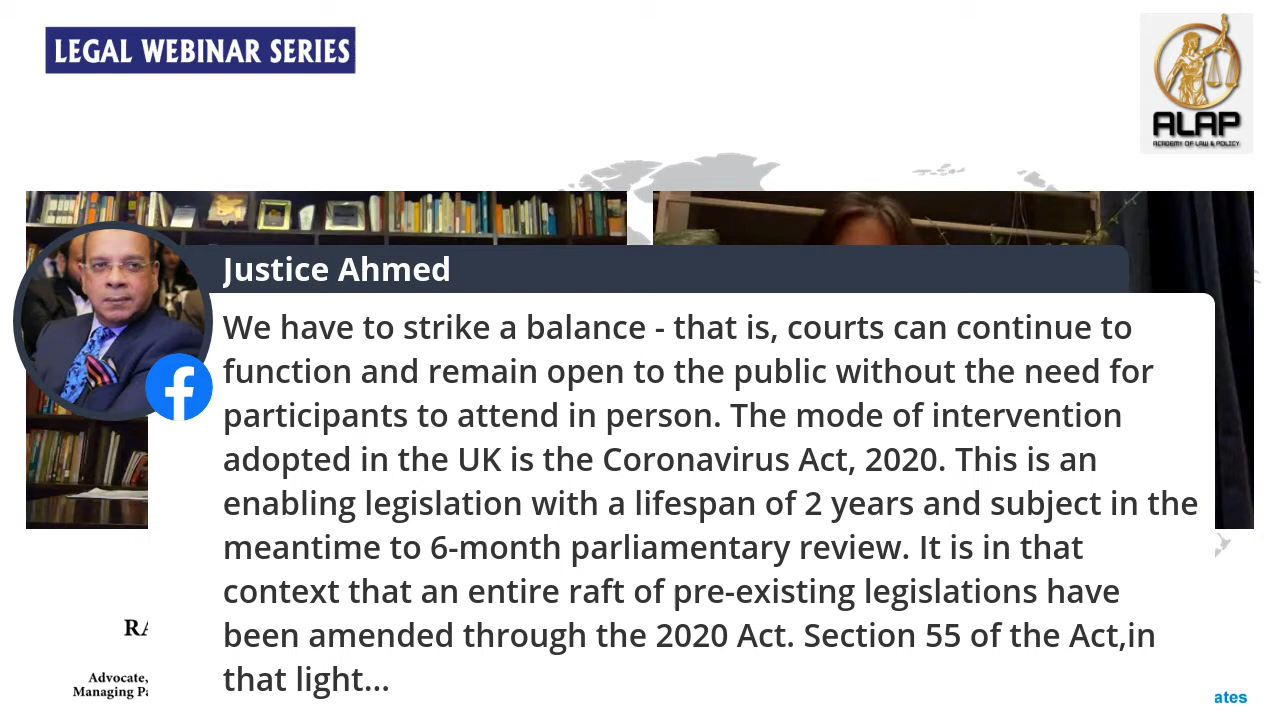 LEGAL WEBINAR SERIES
ALAP
ACADEMY OF LAW & POLICY
Justice Ahmed
We have to strike a balance - that is, courts can continue to
function and remain open to the public without the need for
participants to attend in person. The mode of intervention
adopted in the UK is the Coronavirus Act, 2020. This is an
enabling legislation with a lifespan of 2 years and subject in the
meantime to 6-month parliamentary review. It is in that
context that an entire raft of pre-existing legislations have
been amended through the 2020 Act. Section 55 of the Act,in
that light...
RA
Advocate,
Managing Pa
ates